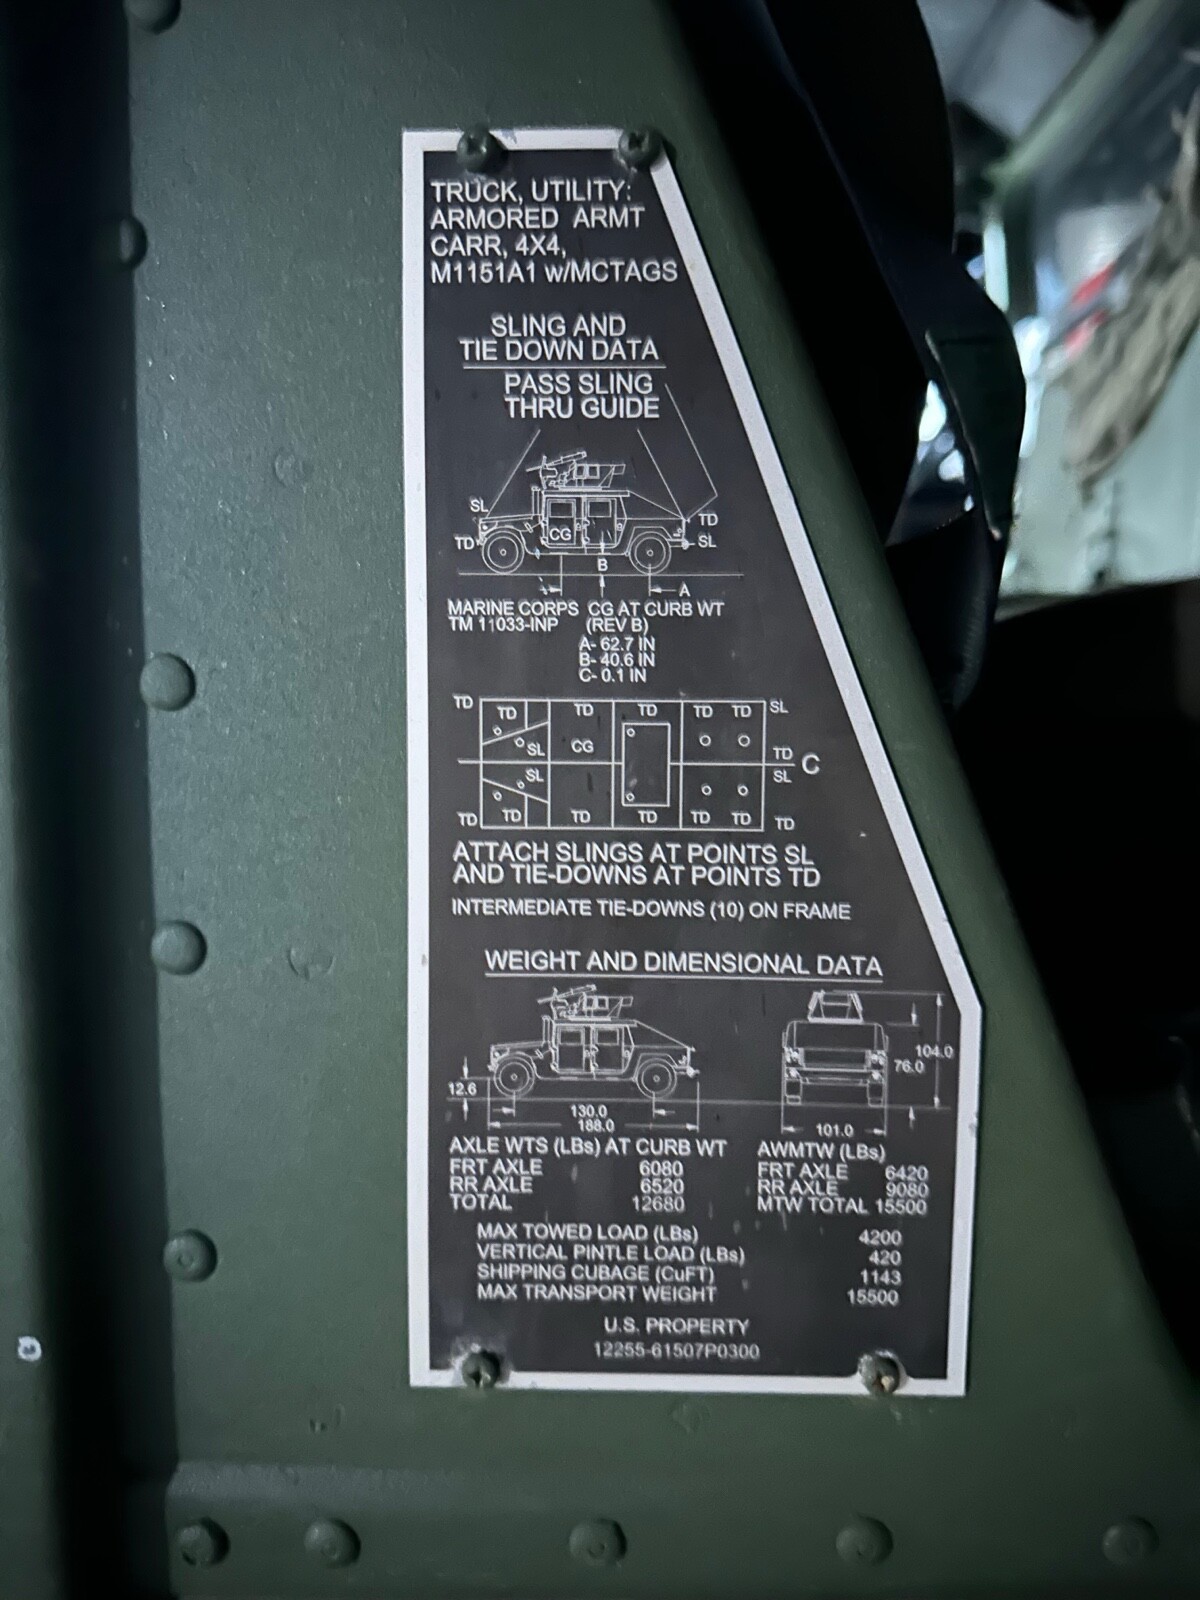 TRUCK, UTILITY:
ARMORED ARMT
CARR, 4X4,
M1151A1 w/MCTAGS
SLING AND
TIE DOWN DATA
PASS SLING
THRU GUIDE
SL
TD
CG
TD
SL
B
A
MARINE CORPS CG AT CURB WT
TM 11033-INP (REV B)
A- 62.7 IN
B- 40.6 IN
C- 0.1 IN
TD TD TD TD TD TD SL
SL CG TD
C
SL SL
TD TD TD TD TD TD TD
ATTACH SLINGS AT POINTS SL
AND TIE-DOWNS AT POINTS TD
INTERMEDIATE TIE-DOWNS (10) ON FRAME
WEIGHT AND DIMENSIONAL DATA
104.0
76.0
12.6
130.0
188.0
101.0
AXLE WTS (LBs) AT CURB WT
FRT AXLE 6080
RR AXLE 6520
TOTAL 12680
AWMTW (LBs)
FRT AXLE 6420
RR AXLE 9080
MTW TOTAL 15500
MAX TOWED LOAD (LBs) 4200
VERTICAL PINTLE LOAD (LBs) 420
SHIPPING CUBAGE (CuFT) 1143
MAX TRANSPORT WEIGHT 15500
U.S. PROPERTY
12255-61507P0300